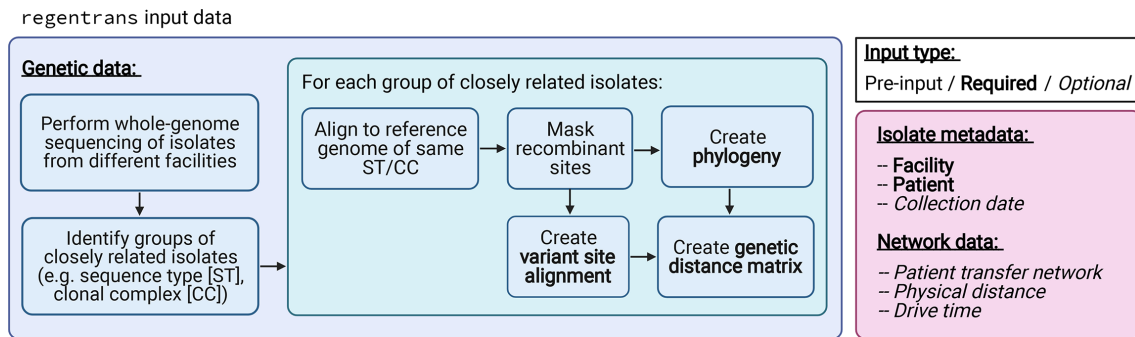 regentrans input data
Genetic data:
Perform whole-genome
sequencing of isolates
from different facilities
Identify groups of
closely related isolates
(e.g. sequence type [ST],
clonal complex [CC])
For each group of closely related isolates:
Align to reference
genome of same
ST/CC
Mask
recombinant
sites
Create
phylogeny
Create
variant site
alignment
Create genetic
distance matrix
Input type:
Pre-input / Required / Optional
Isolate metadata:
-- Facility
-- Patient
-- Collection date
Network data:
-- Patient transfer network
-- Physical distance
-- Drive time